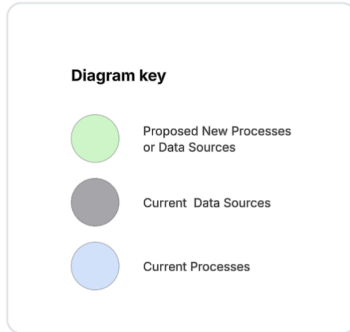 Diagram key
Proposed New Processes
or Data Sources
Current Data Sources
Current Processes